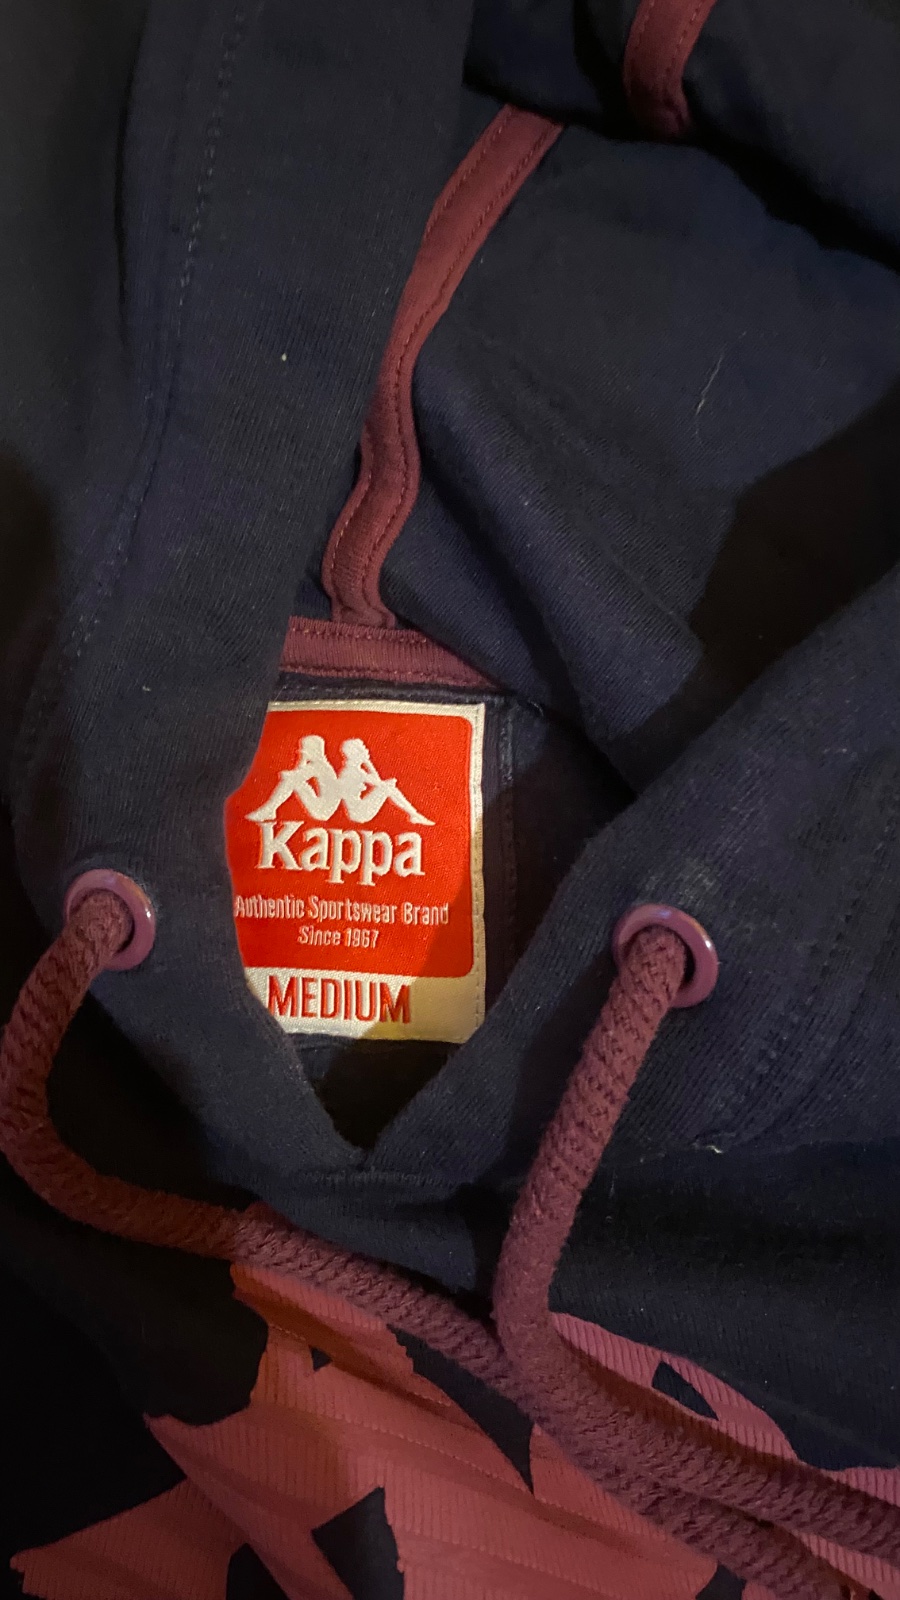 Kappa
Authentic Sportswear Brand
Since 1967
MEDIUM